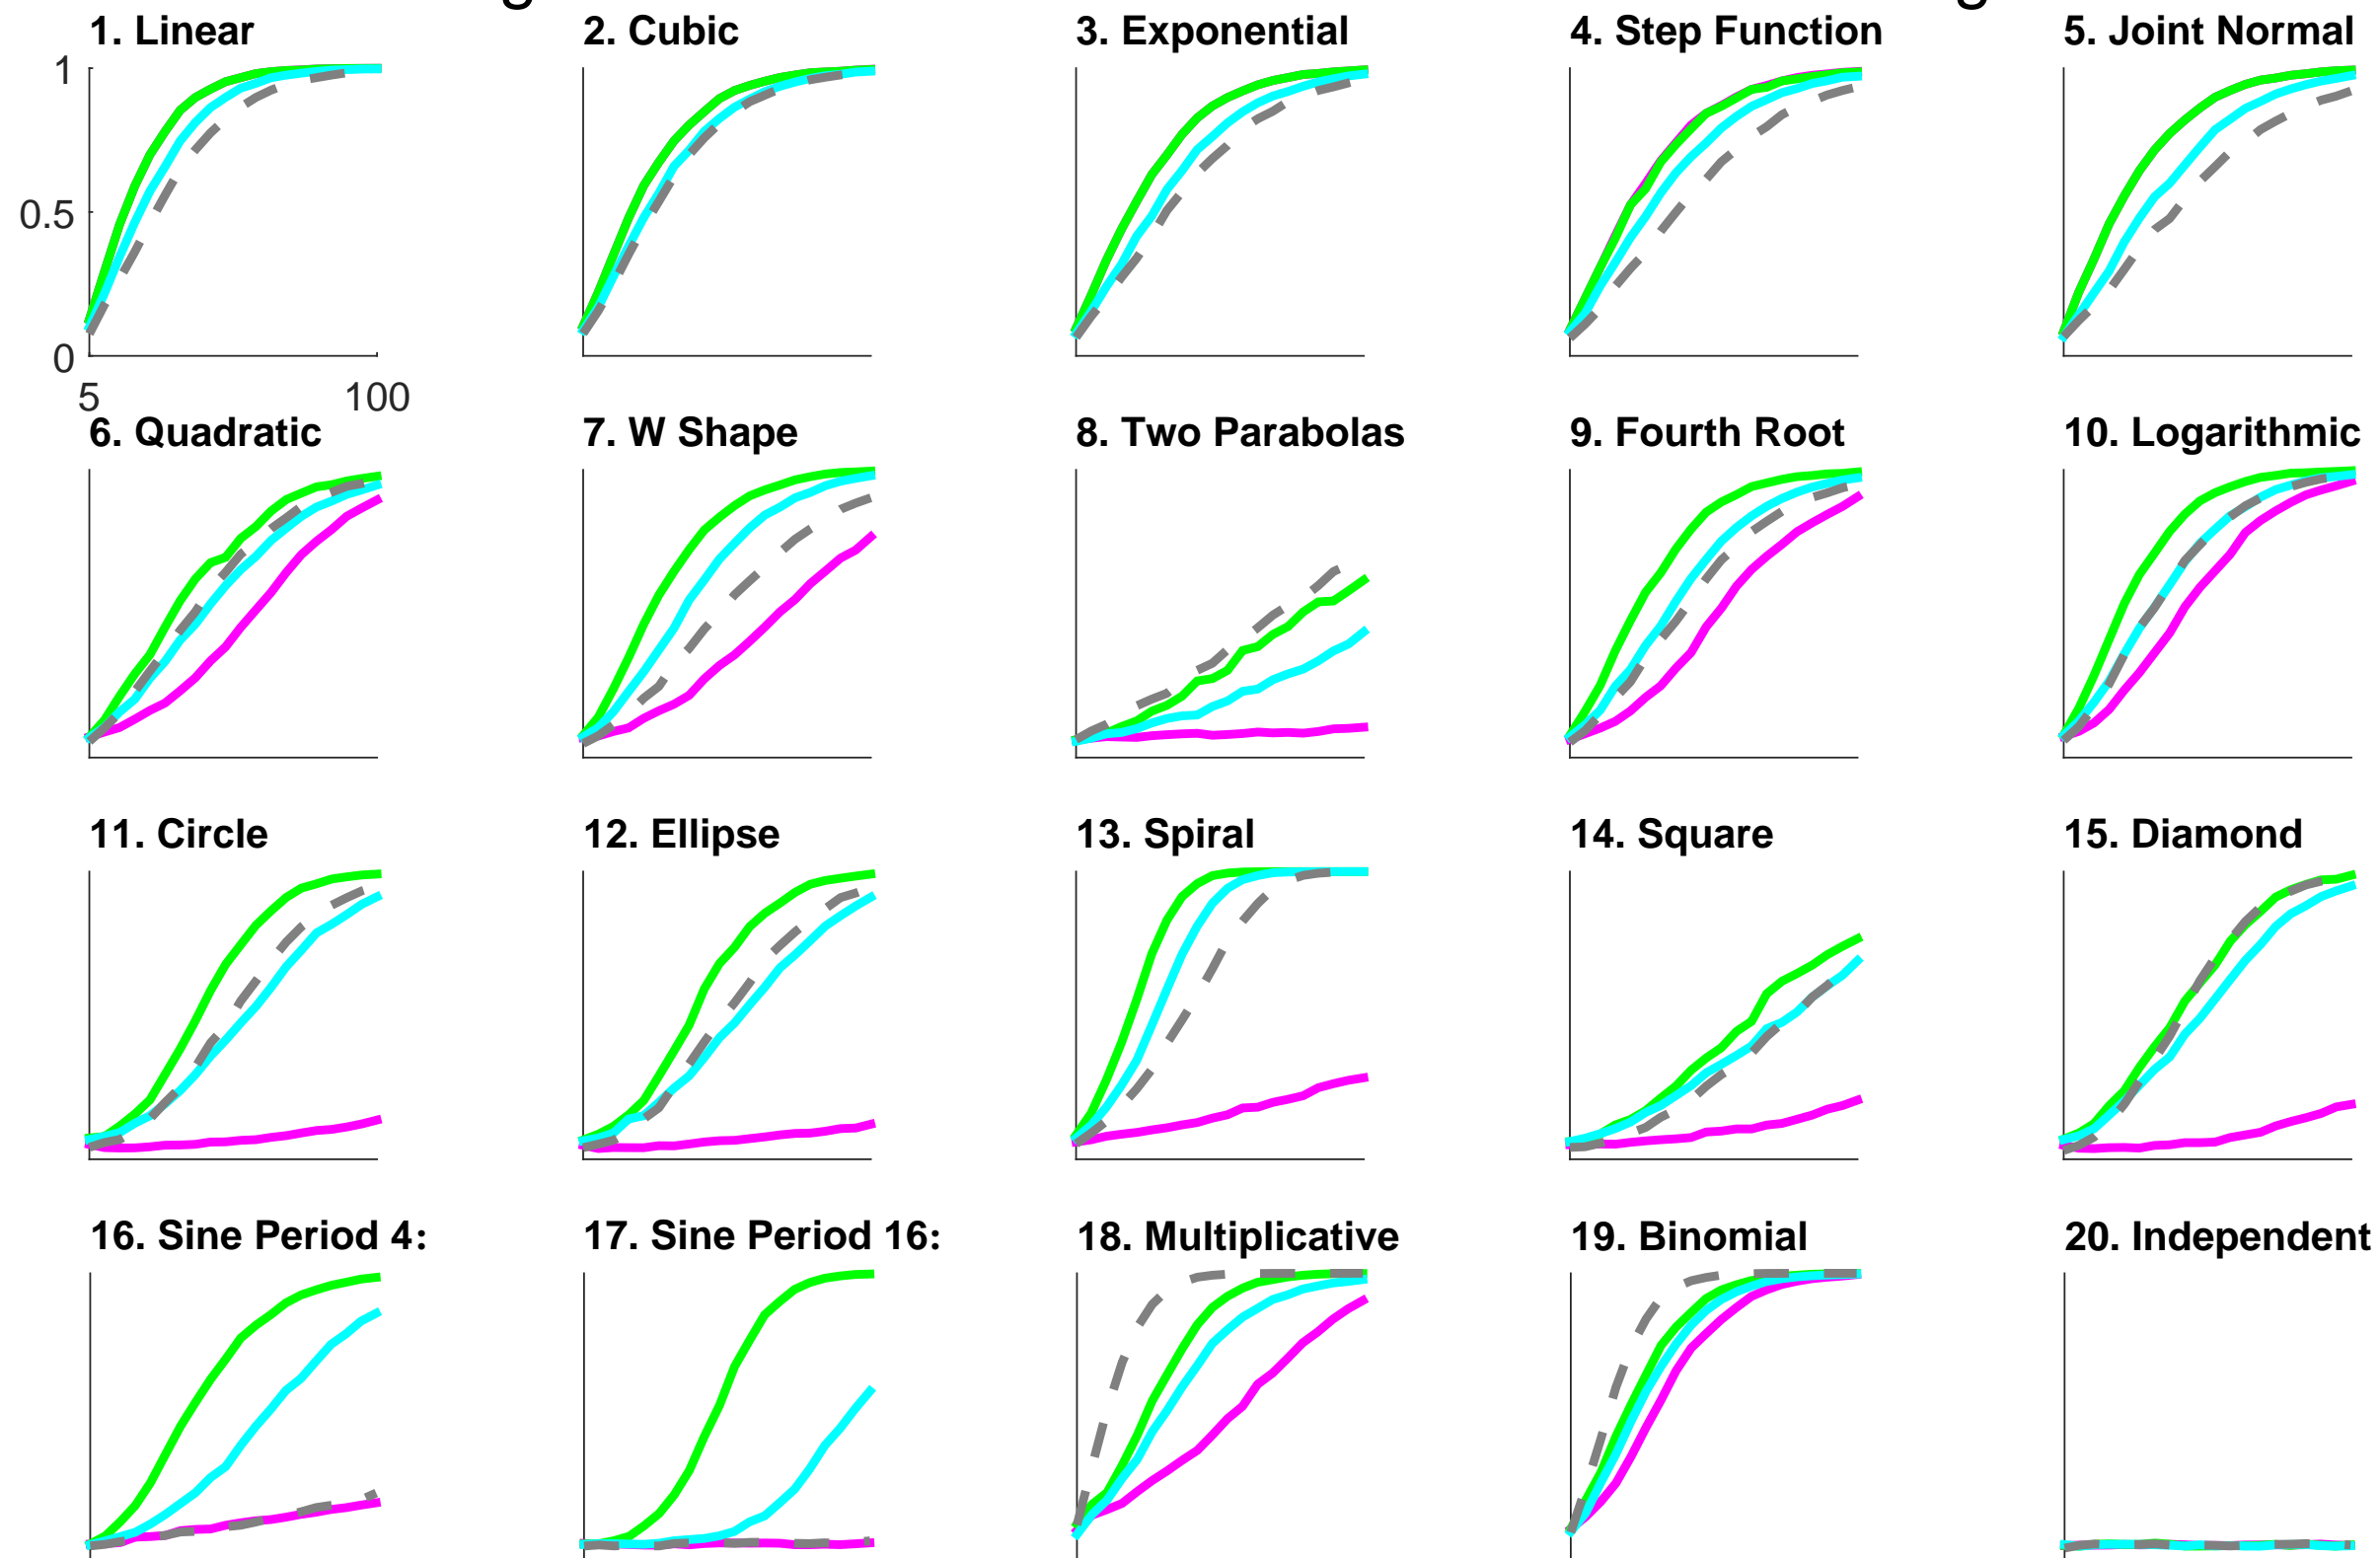 1. Linear
2. Cubic
3. Exponential
4. Step Function
5. Joint Normal
1
0.5
0
5
100
6. Quadratic
7. W Shape
8. Two Parabolas
9. Fourth Root
10. Logarithmic
11. Circle
12. Ellipse
13. Spiral
14. Square
15. Diamond
16. Sine Period 4:
17. Sine Period 16:
18. Multiplicative
19. Binomial
20. Independent